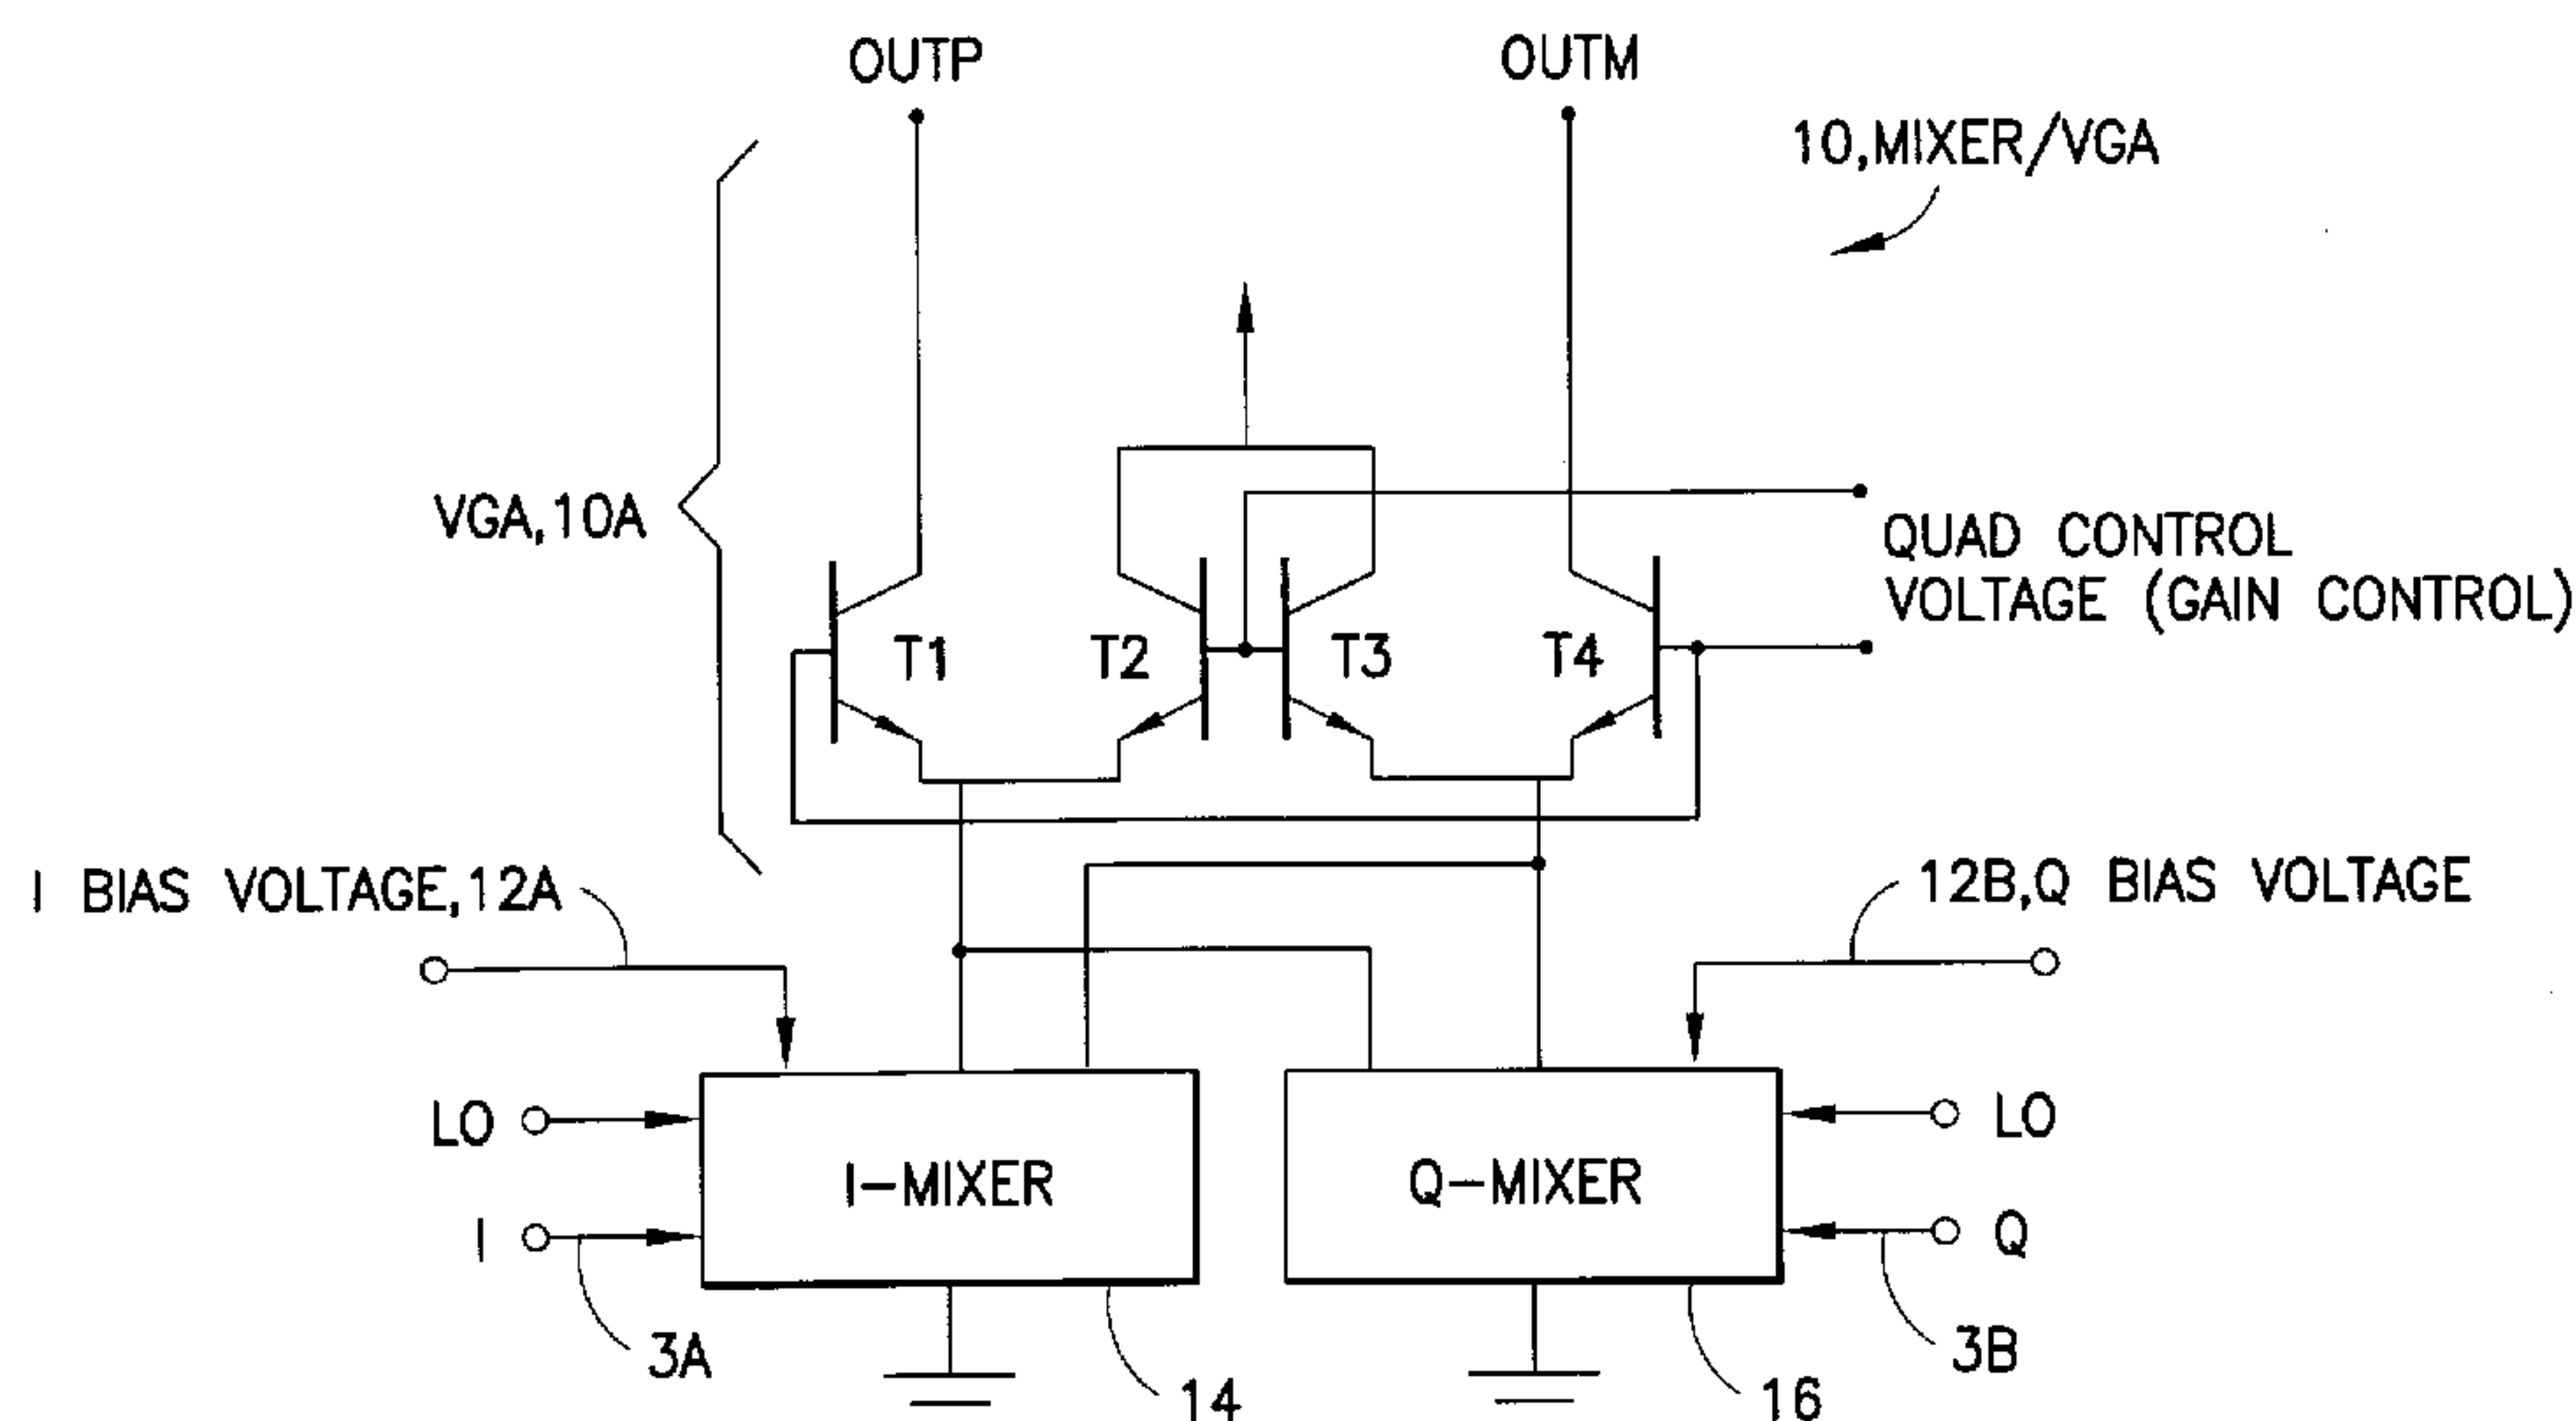 OUTP
OUTM
10,MIXER/VGA
VGA,10A
QUAD CONTROL
VOLTAGE (GAIN CONTROL)
T1
T2
T3
T4
I BIAS VOLTAGE,12A
12B,Q BIAS VOLTAGE
LO
I-MIXER
Q-MIXER
LO
I
Q
3A
14
16
3B